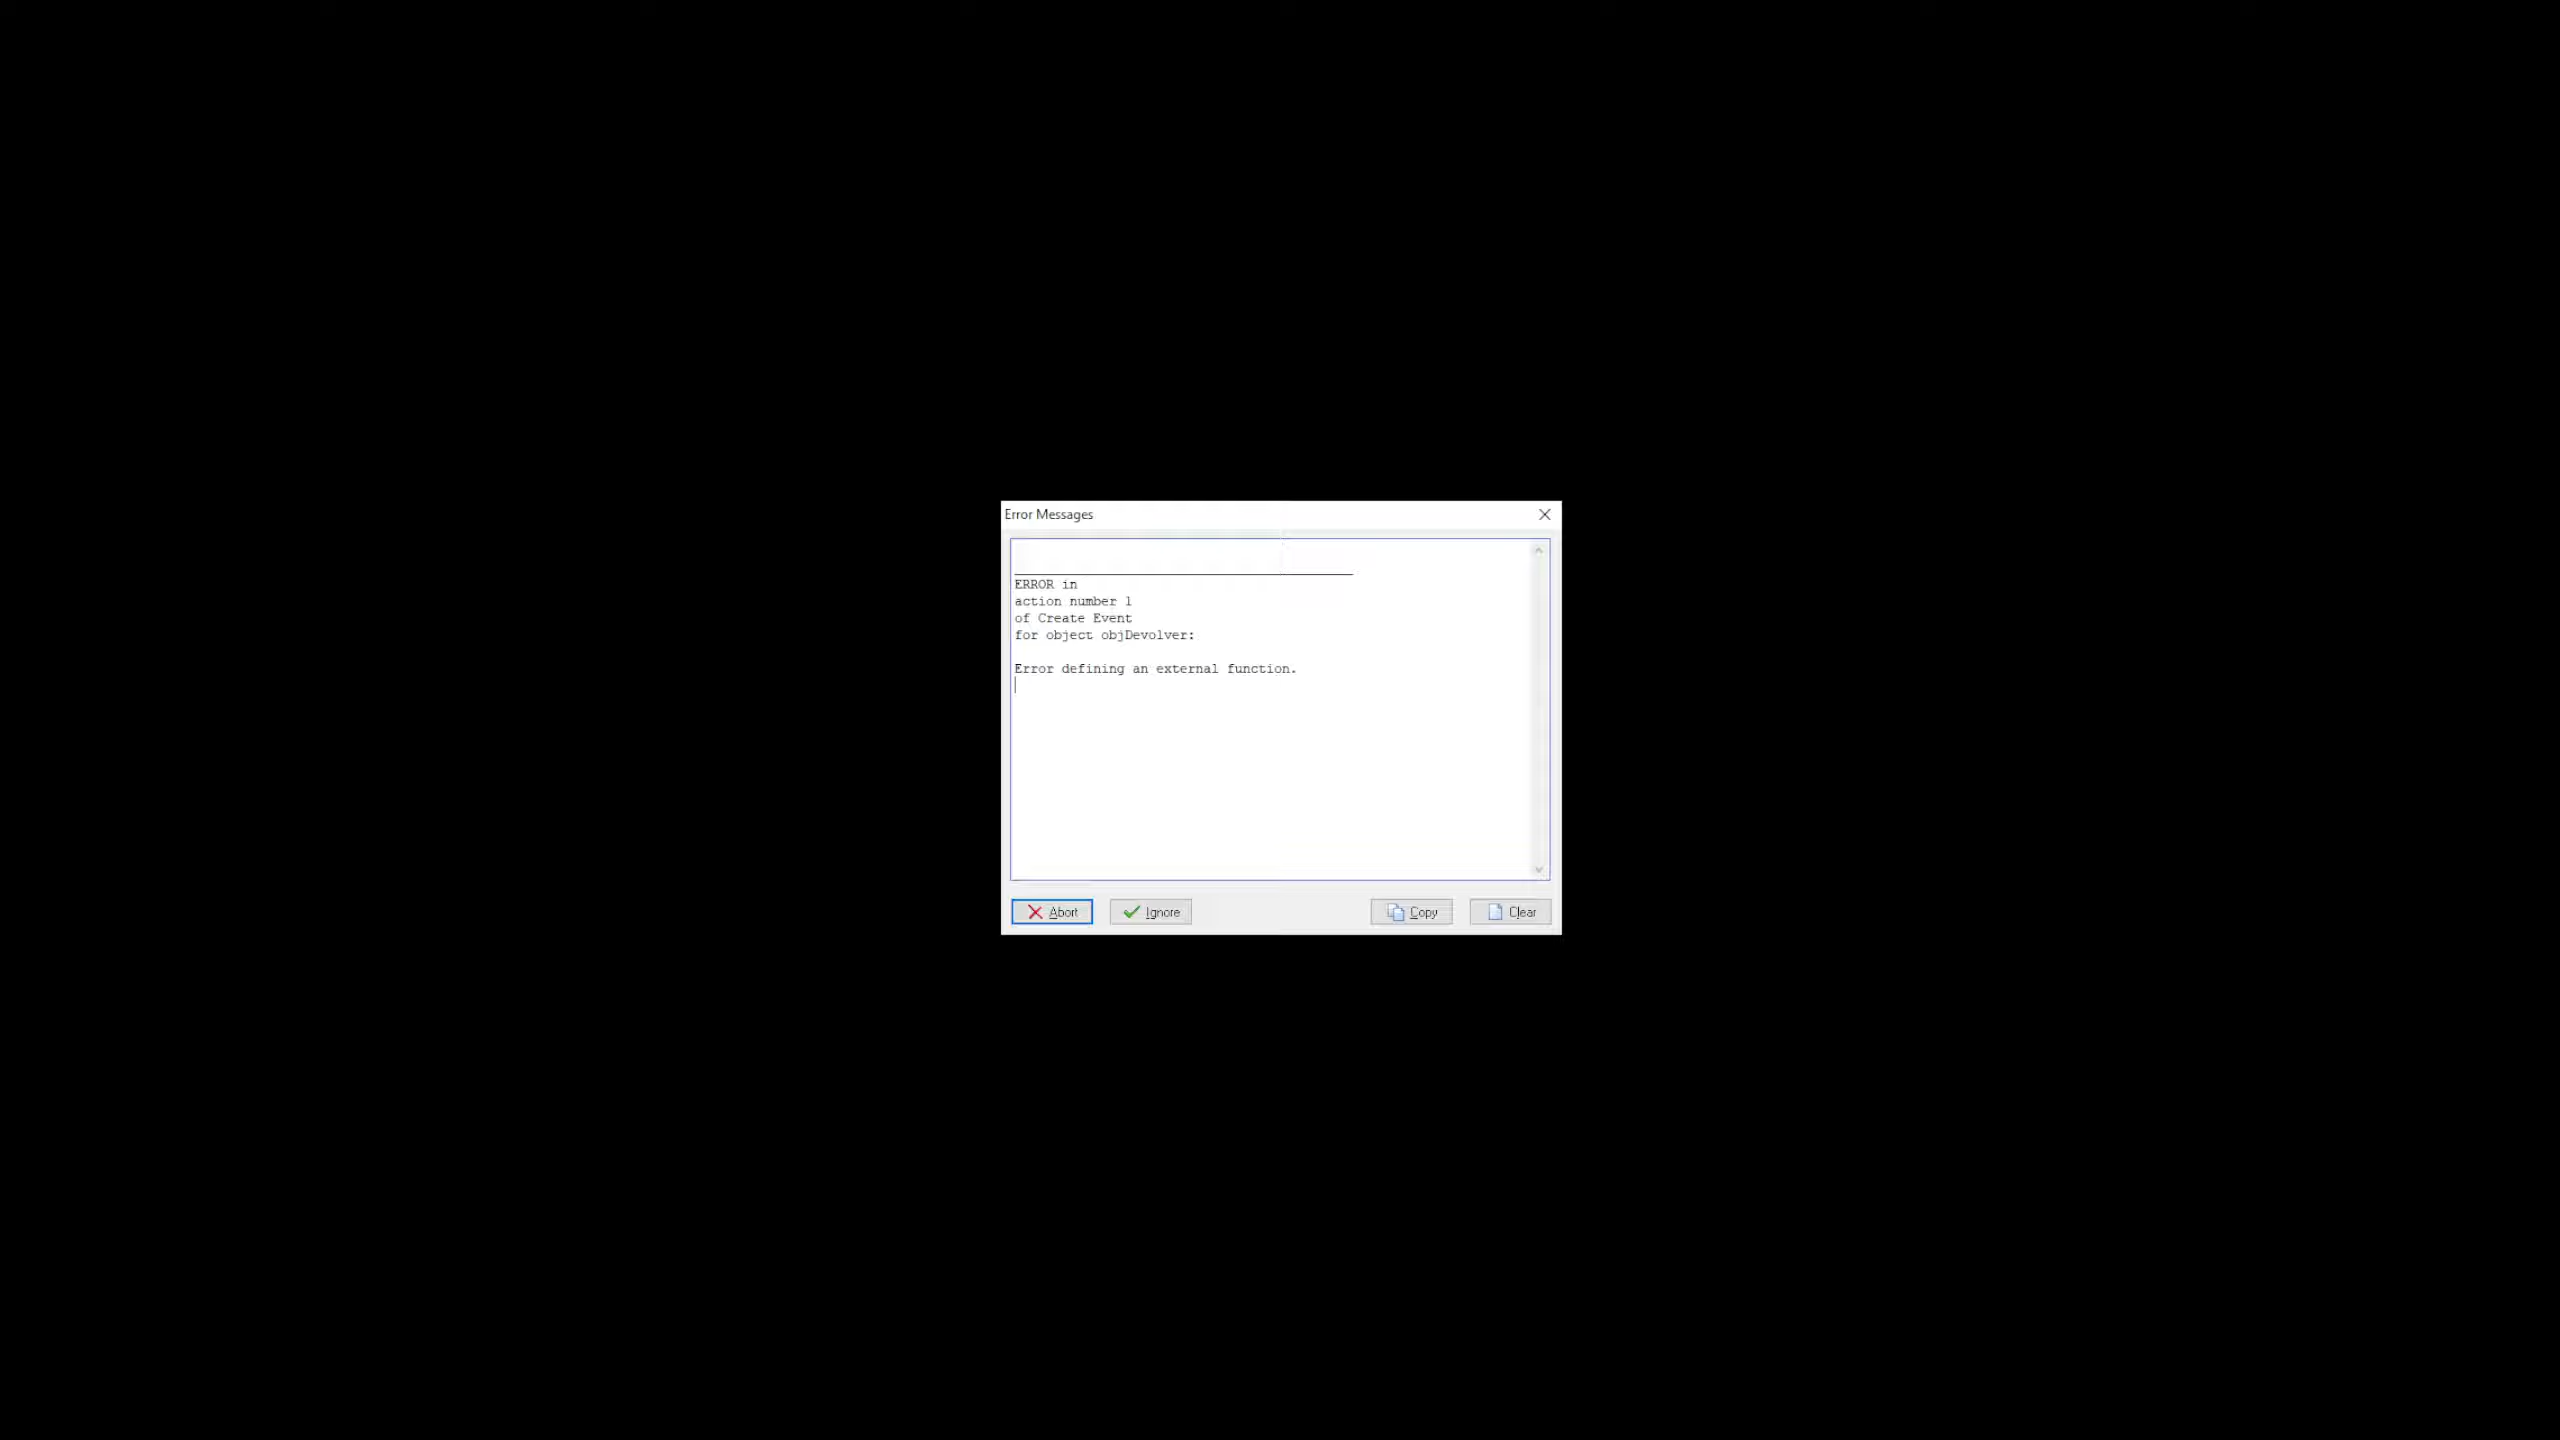 Error Messages
ERROR in
action number 1
of Create Event
for object objDevolver:
Error defining an external function.
Abort
Ignore
Copy
Clear